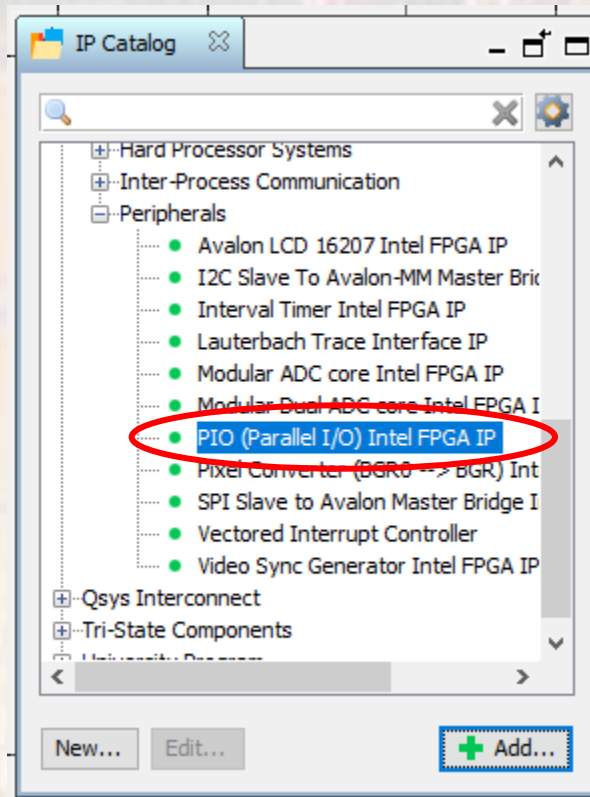 IP Catalog
Hard Processor Systems
Inter-Process Communication
Peripherals
Avalon LCD 16207 Intel FPGA IP
I2C Slave To Avalon-MM Master Brid
Interval Timer Intel FPGA IP
Lauterbach Trace Interface IP
Modular ADC core Intel FPGA IP
Modular Dual ADC core Intel FPGA I
PIO (Parallel I/O) Intel FPGA IP
Pixel Converter (BGR0 --> BGR) Int
SPI Slave to Avalon Master Bridge I
Vectored Interrupt Controller
Video Sync Generator Intel FPGA IP
Qsys Interconnect
Tri-State Components
University Program
New... Edit... Add...